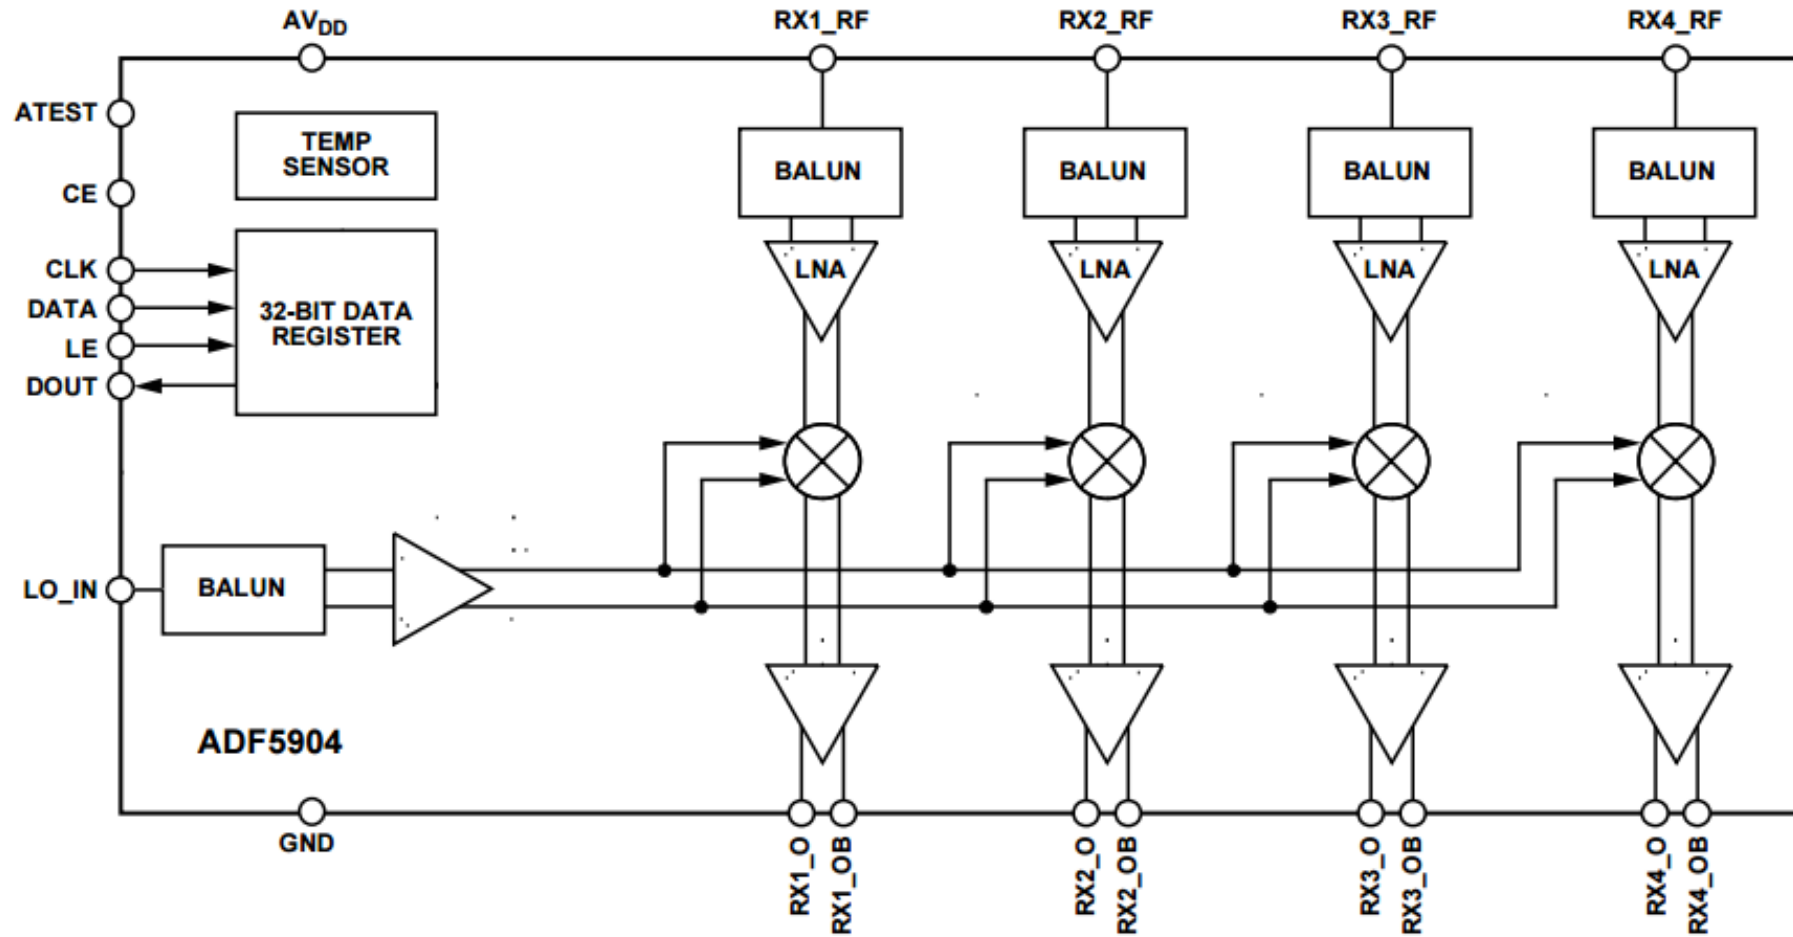 AVDD
RX1_RF
RX2_RF
RX3_RF
RX4_RF
ATEST
CE
CLK
DATA
LE
DOUT
LO_IN
TEMP
SENSOR
32-BIT DATA
REGISTER
BALUN
BALUN
BALUN
BALUN
LNA
LNA
LNA
LNA
BALUN
ADF5904
GND
RX1_O
RX1_OB
RX2_O
RX2_OB
RX3_O
RX3_OB
RX4_O
RX4_OB